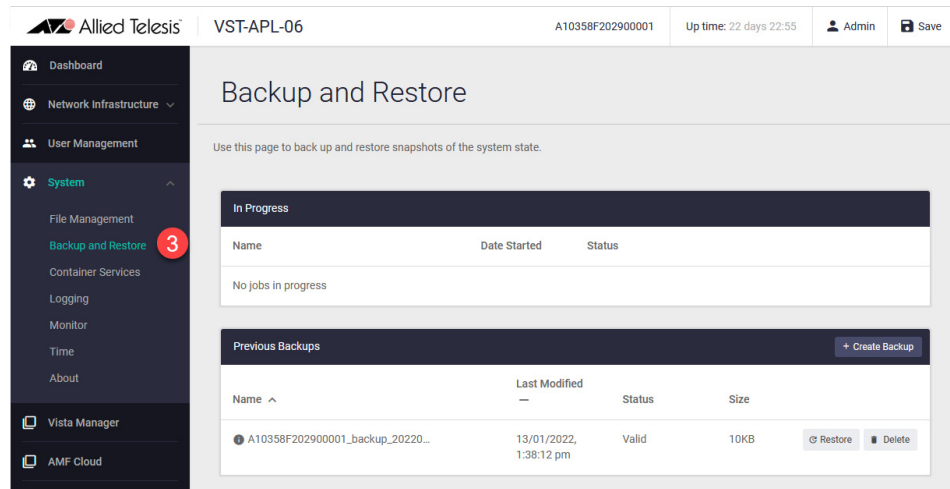 Allied Telesis
VST-APL-06
A10358F202900001
Up time: 22 days 22:55
Admin
Save
Dashboard
Network Infrastructure
User Management
System
File Management
Backup and Restore
3
Container Services
Logging
Monitor
Time
About
Vista Manager
AMF Cloud
Backup and Restore
Use this page to back up and restore snapshots of the system state.
In Progress
Name Date Started Status
No jobs in progress
Previous Backups
+ Create Backup
Name Last Modified Status Size
A10358F202900001_backup_20220... 13/01/2022, Valid 10KB Restore Delete
1:38:12 pm